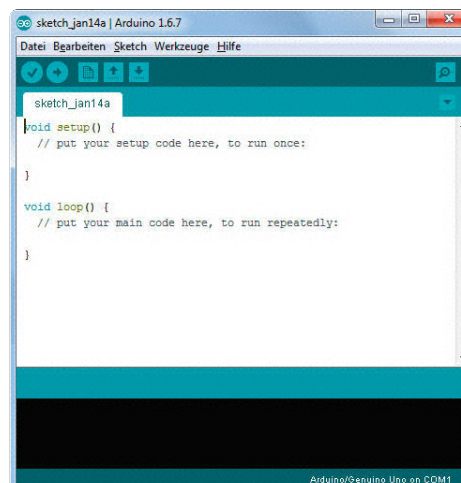 sketch_jan14a | Arduino 1.6.7
Datei Bearbeiten Sketch Werkzeuge Hilfe
sketch_jan14a
void setup() {
// put your setup code here, to run once:
}
void loop() {
// put your main code here, to run repeatedly:
}
Arduino/Genuino Uno on COM1